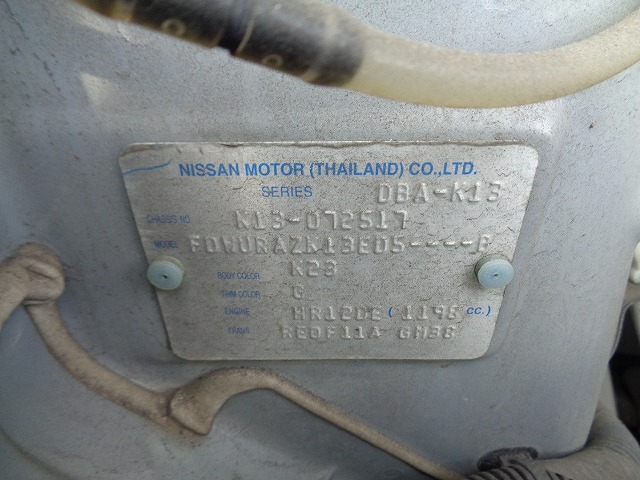 NISSAN MOTOR (THAILAND) CO.,LTD.
SERIES DBA-K13
CHASSIS NO. K13-072517
MODEL FDWURAZK13ED5----B
BODY COLOR K23
TRIM COLOR G
ENGINE HR12DE ( 1198 cc.)
TRANS. RE0F11A GM38